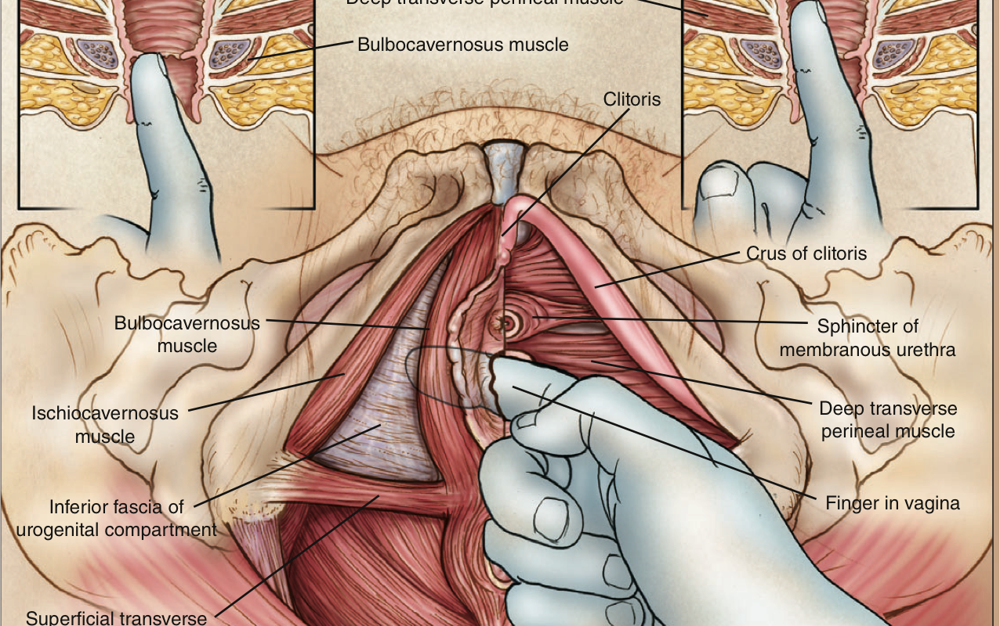 Deep transverse perineal muscle
Bulbocavernosus muscle
Clitoris
Crus of clitoris
Bulbocavernosus
muscle
Sphincter of
membranous urethra
Ischiocavernosus
muscle
Deep transverse
perineal muscle
Inferior fascia of
urogenital compartment
Finger in vagina
Superficial transverse